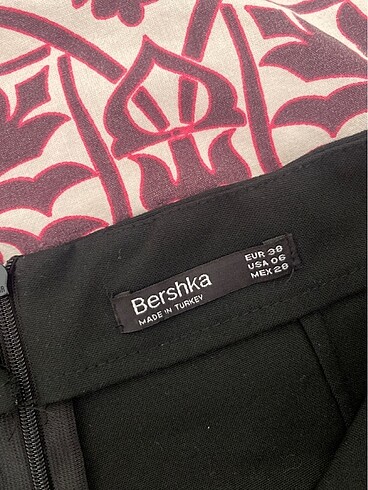 Bershka
MADE IN TURKEY
EUR 38
USA 06
MEX 28